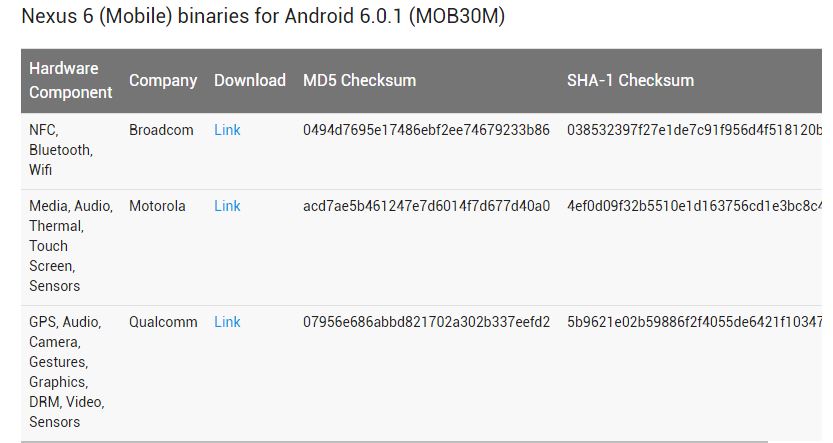 Nexus 6 (Mobile) binaries for Android 6.0.1 (MOB30M)
Hardware Component Company Download MD5 Checksum SHA-1 Checksum
NFC, Broadcom Link 0494d7695e17486ebf2ee74679233b86 038532397f27e1de7c91f956d4f518120b
Bluetooth,
Wifi
Media, Audio, Motorola Link acd7ae5b461247e7d6014f7d677d40a0 4ef0d09f32b5510e1d163756cd1e3bc8c4
Thermal,
Touch
Screen,
Sensors
GPS, Audio, Qualcomm Link 07956e686abbd821702a302b337eefd2 5b9621e02b59886f2f4055de6421f10347
Camera,
Gestures,
Graphics,
DRM, Video,
Sensors